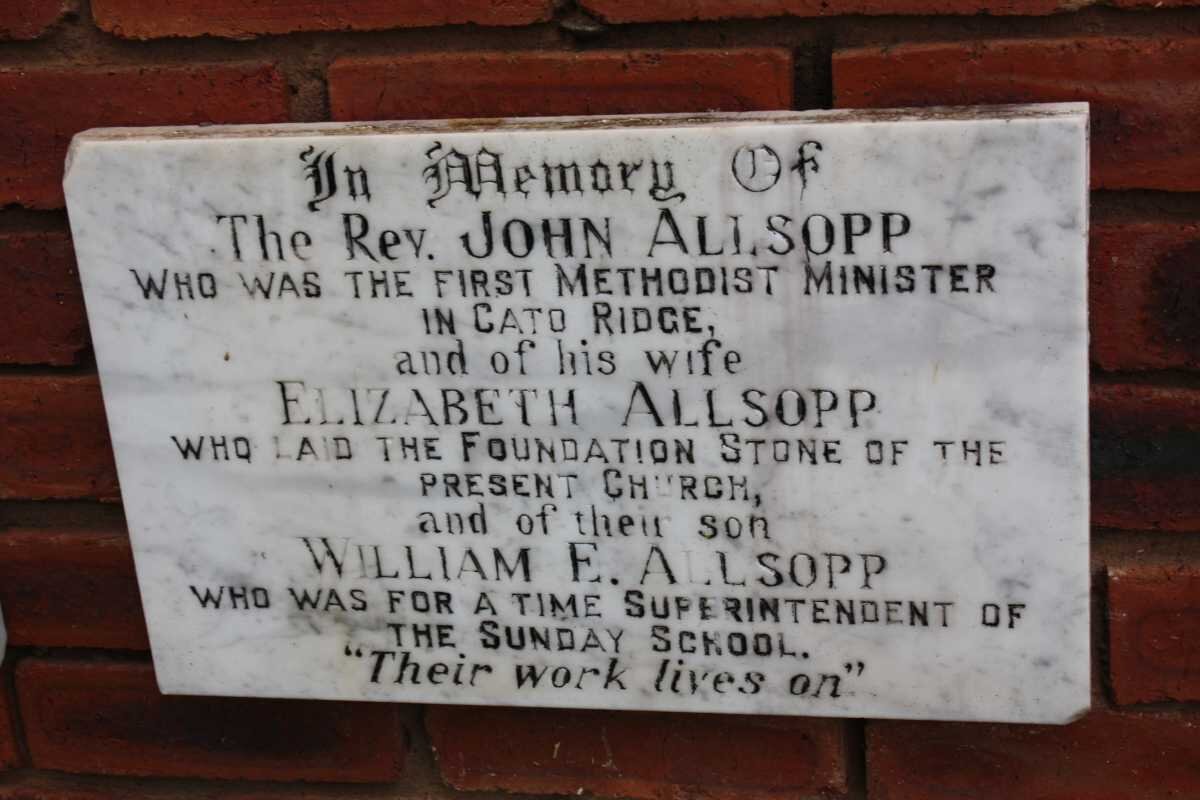 In Memory Of
The Rev. JOHN ALLSOPP
WHO WAS THE FIRST METHODIST MINISTER
IN CATO RIDGE,
and of his wife
ELIZABETH ALLSOPP
WHO LAID THE FOUNDATION STONE OF THE
PRESENT CHURCH,
and of their son
WILLIAM E. ALLSOPP
WHO WAS FOR A TIME SUPERINTENDENT OF
THE SUNDAY SCHOOL.
"Their work lives on"